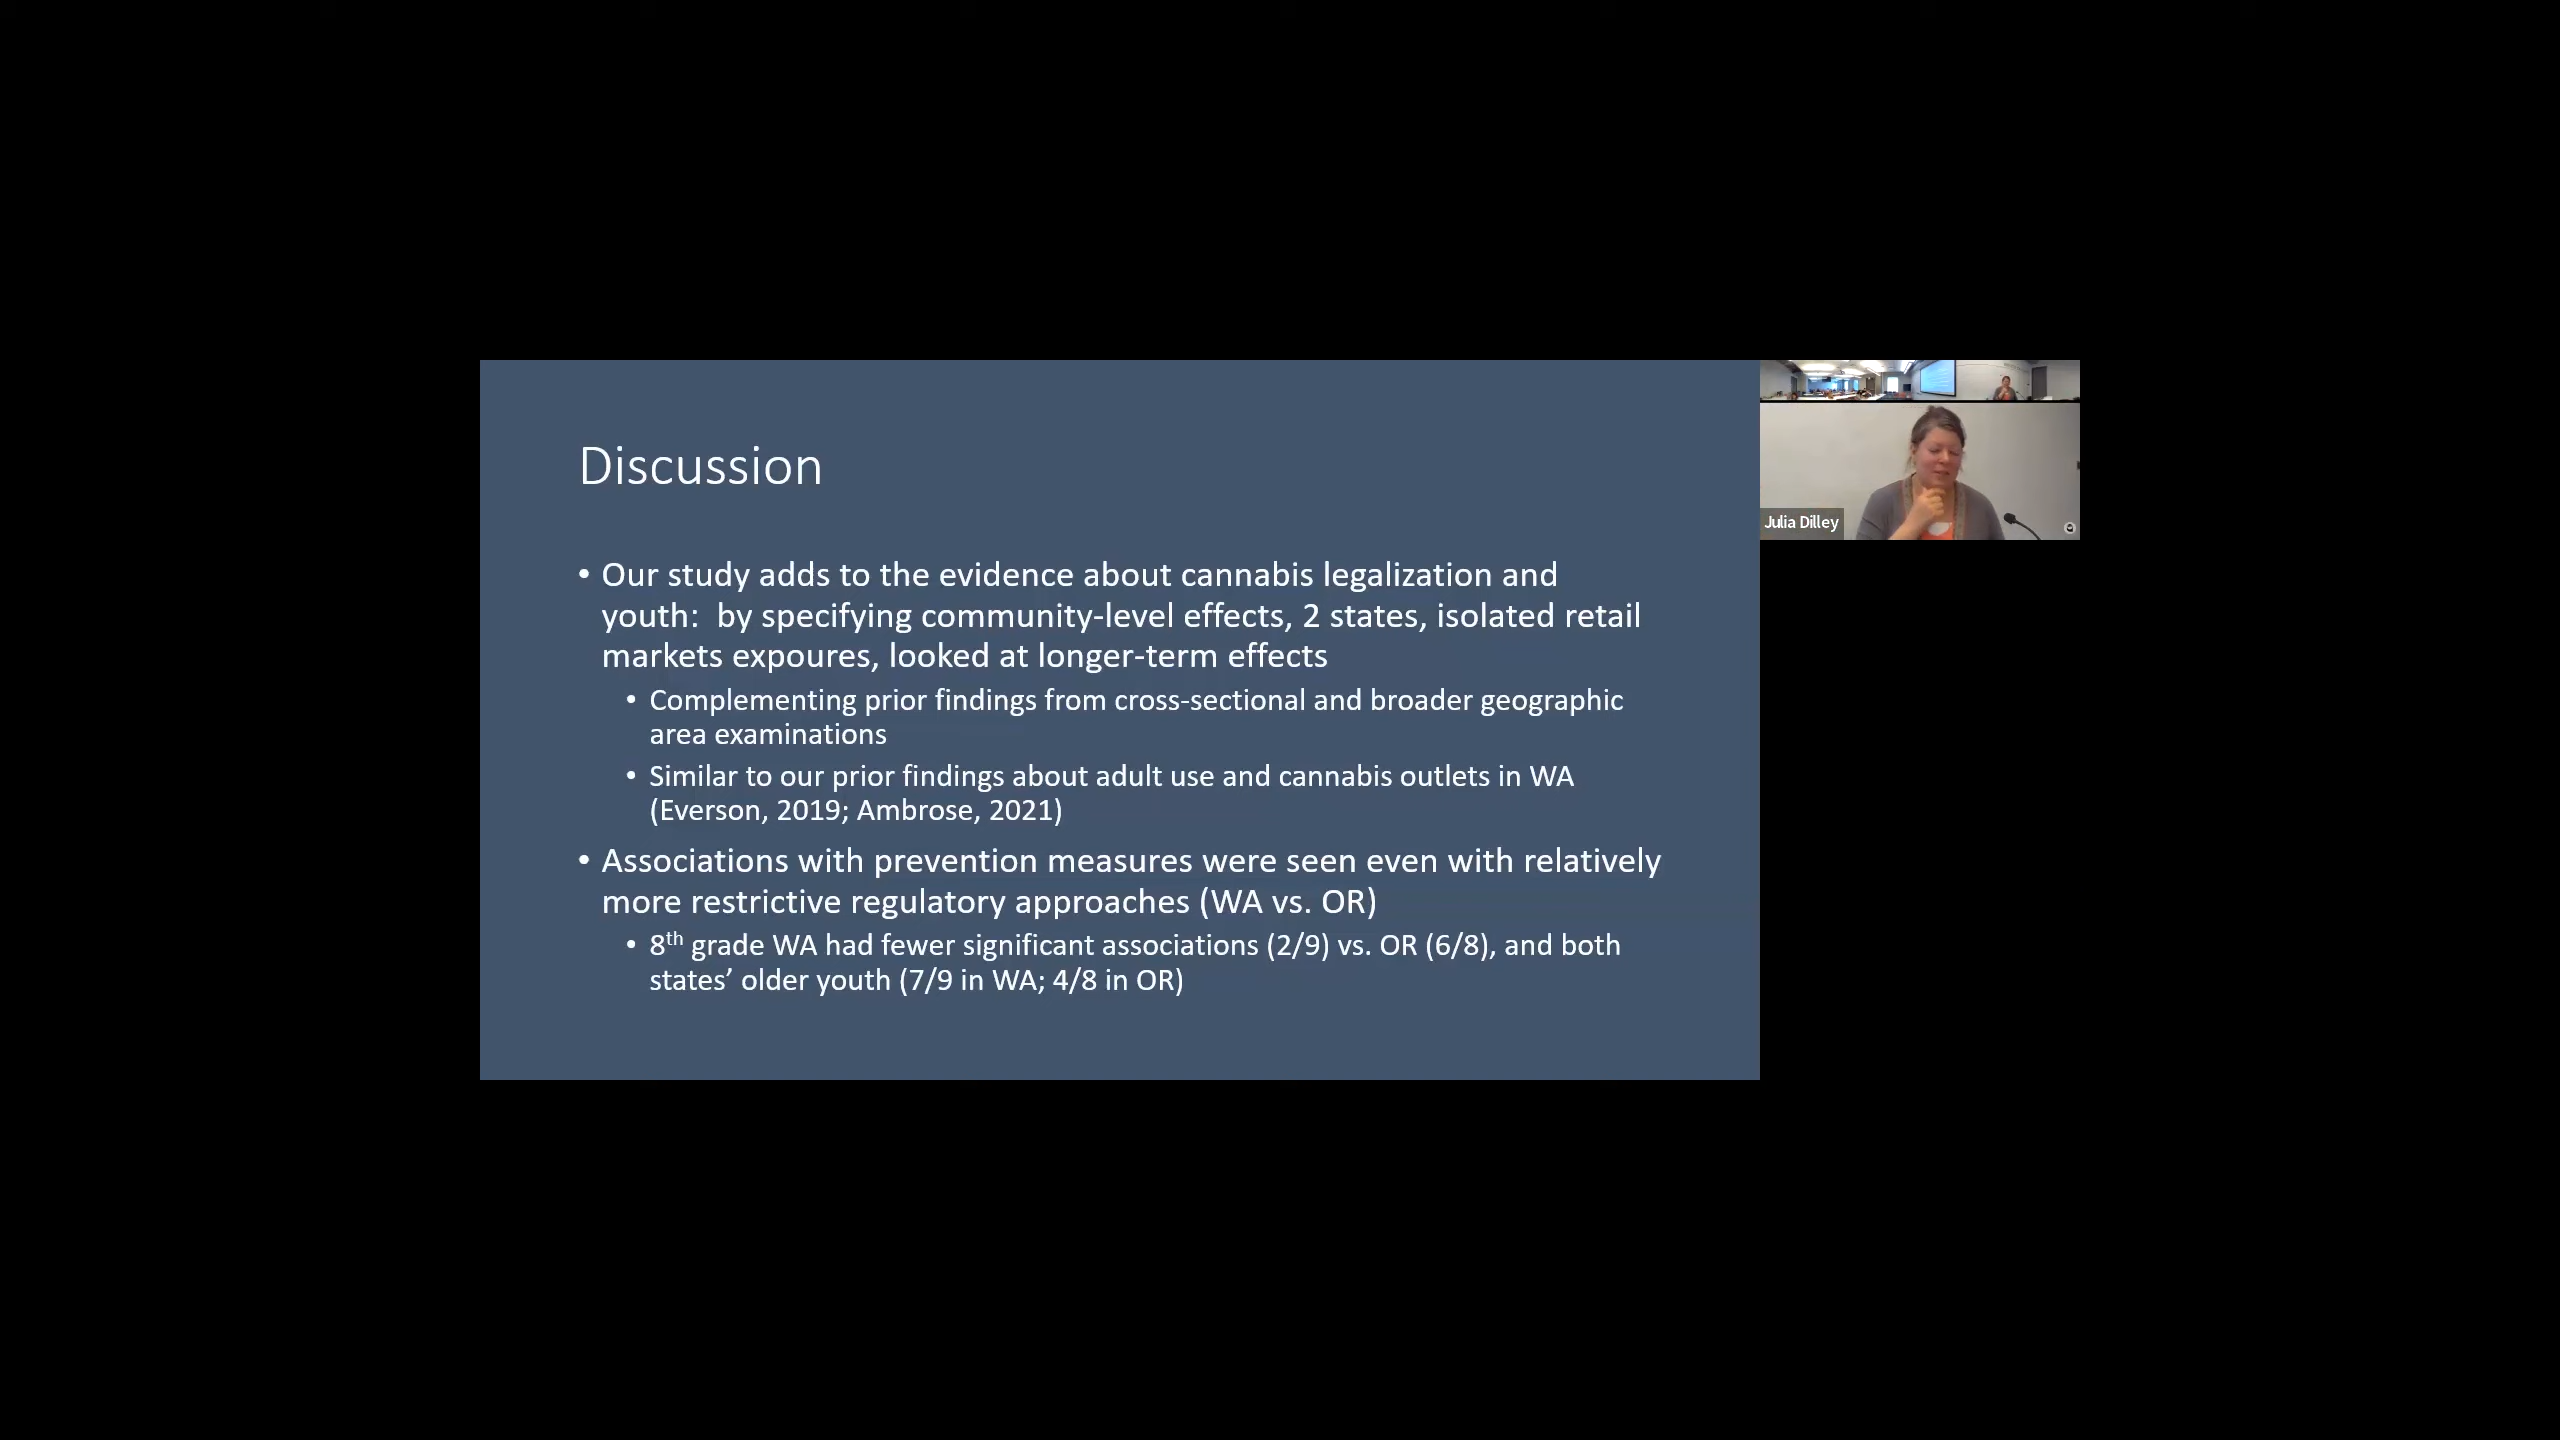 Discussion
• Our study adds to the evidence about cannabis legalization and
youth:  by specifying community-level effects, 2 states, isolated retail
markets expoures, looked at longer-term effects
• Complementing prior findings from cross-sectional and broader geographic
area examinations
• Similar to our prior findings about adult use and cannabis outlets in WA
(Everson, 2019; Ambrose, 2021)
• Associations with prevention measures were seen even with relatively
more restrictive regulatory approaches (WA vs. OR)
• 8th grade WA had fewer significant associations (2/9) vs. OR (6/8), and both
states’ older youth (7/9 in WA; 4/8 in OR)
Julia Dilley